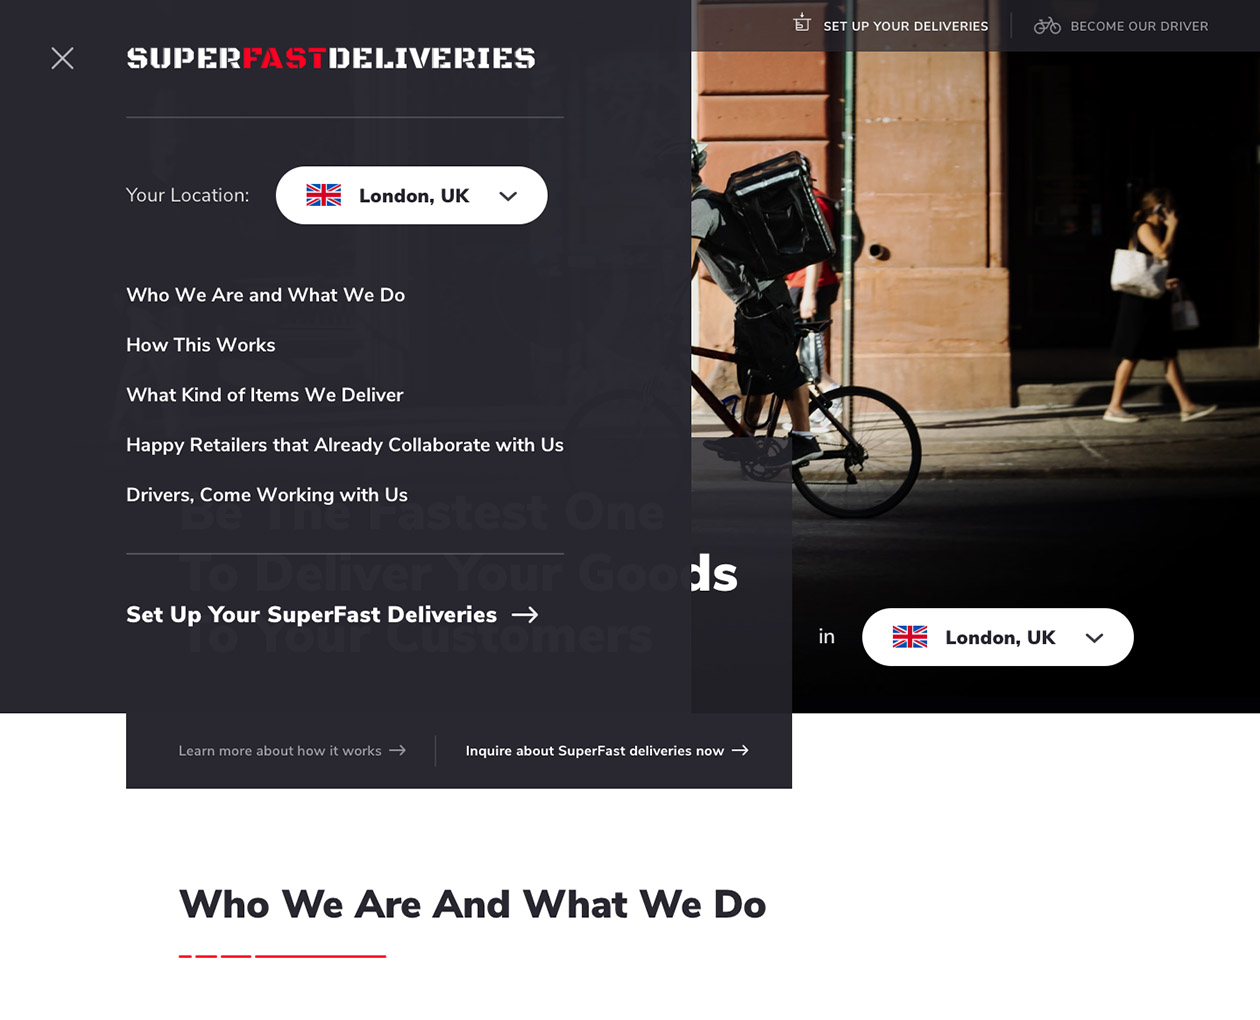 SUPERFASTDELIVERIES
SET UP YOUR DELIVERIES
BECOME OUR DRIVER
Your Location:
London, UK
Who We Are and What We Do
How This Works
What Kind of Items We Deliver
Happy Retailers that Already Collaborate with Us
Drivers, Come Working with Us
Be The Fastest One
To Deliver Your Goods
To Your Customers
Set Up Your SuperFast Deliveries
in
London, UK
Learn more about how it works
Inquire about SuperFast deliveries now
Who We Are And What We Do